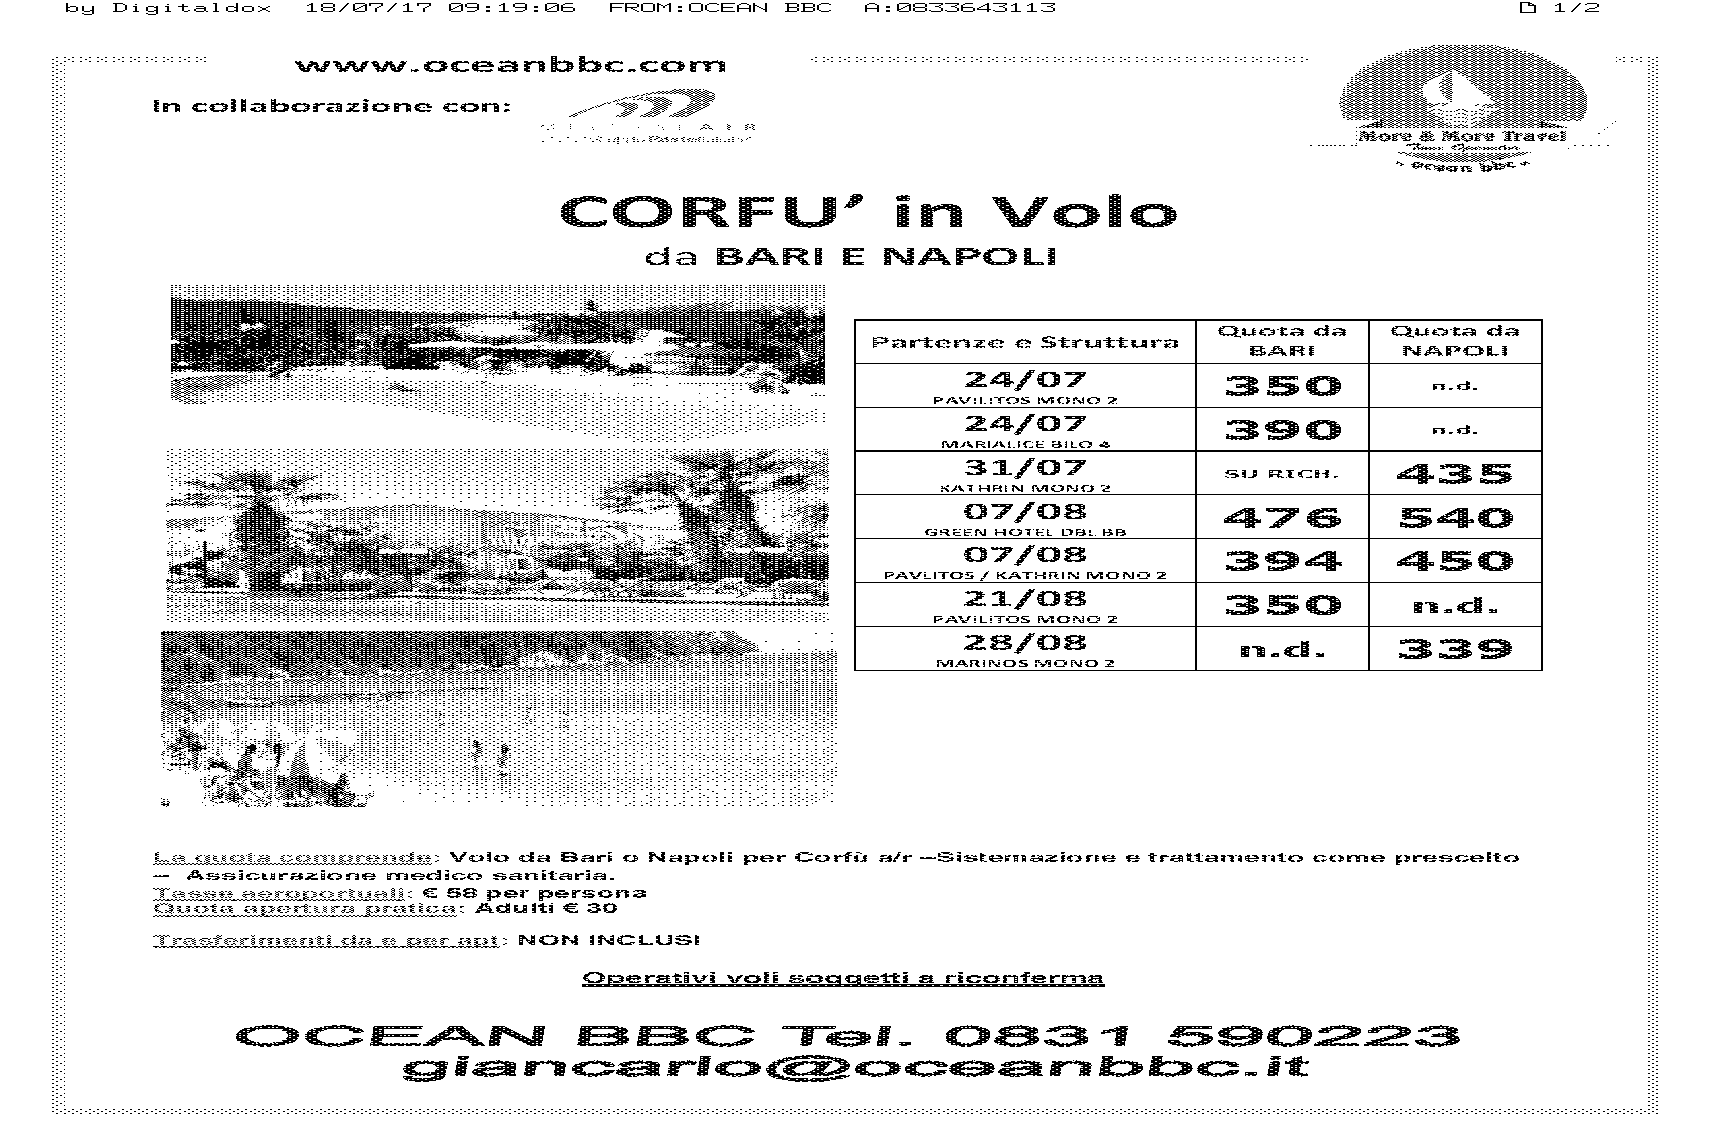 by Digitaldox 18/07/17 09:19:06 FROM:OCEAN BBC A:0833643113 1/2
www.oceanbbc.com
In collaborazione con:
More & More Travel
Ocean bbc
CORFU' in Volo
da BARI E NAPOLI
Partenze e Struttura Quota da BARI Quota da NAPOLI
24/07 350 n.d.
PAVILITOS MONO 2
24/07 390 n.d.
MARIALICE BILO 4
31/07 SU RICH. 435
KATHRIN MONO 2
07/08 476 540
GREEN HOTEL DBL BB
07/08 394 450
PAVLITOS / KATHRIN MONO 2
21/08 350 n.d.
PAVILITOS MONO 2
28/08 n.d. 339
MARINOS MONO 2
La quota comprende: Volo da Bari o Napoli per Corfù a/r –Sistemazione e trattamento come prescelto
– Assicurazione medico sanitaria.
Tasse aeroportuali: € 58 per persona
Quota apertura pratica: Adulti € 30
Trasferimenti da e per apt: NON INCLUSI
Operativi voli soggetti a riconferma
OCEAN BBC Tel. 0831 590223
giancarlo@oceanbbc.it